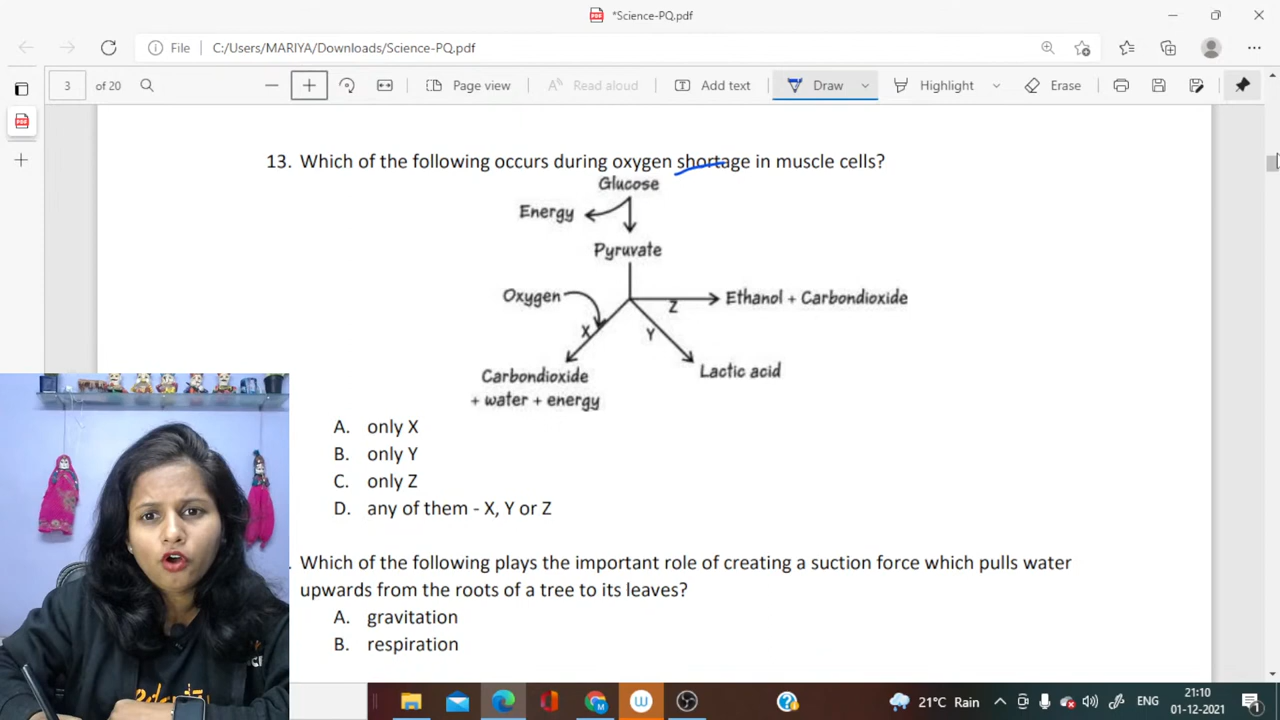 *Science-PQ.pdf
File C:/Users/MARIYA/Downloads/Science-PQ.pdf
3 of 20 Page view Read aloud Add text Draw Highlight Erase
13. Which of the following occurs during oxygen shortage in muscle cells?
Glucose
Energy
Pyruvate
Oxygen
Z
Ethanol + Carbondioxide
X
Y
Lactic acid
Carbondioxide
+ water + energy
A. only X
B. only Y
C. only Z
D. any of them - X, Y or Z
. Which of the following plays the important role of creating a suction force which pulls water
upwards from the roots of a tree to its leaves?
A. gravitation
B. respiration
21°C Rain
ENG
21:10
01-12-2021